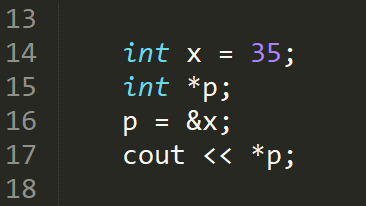 13
14 int x = 35;
15 int *p;
16 p = &x;
17 cout << *p;
18